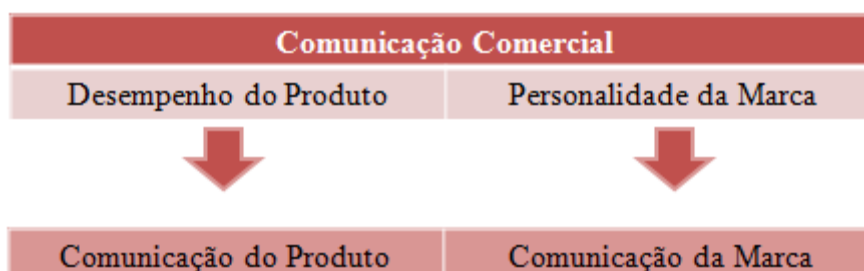 Comunicação Comercial
Desempenho do Produto Personalidade da Marca
Comunicação do Produto Comunicação da Marca